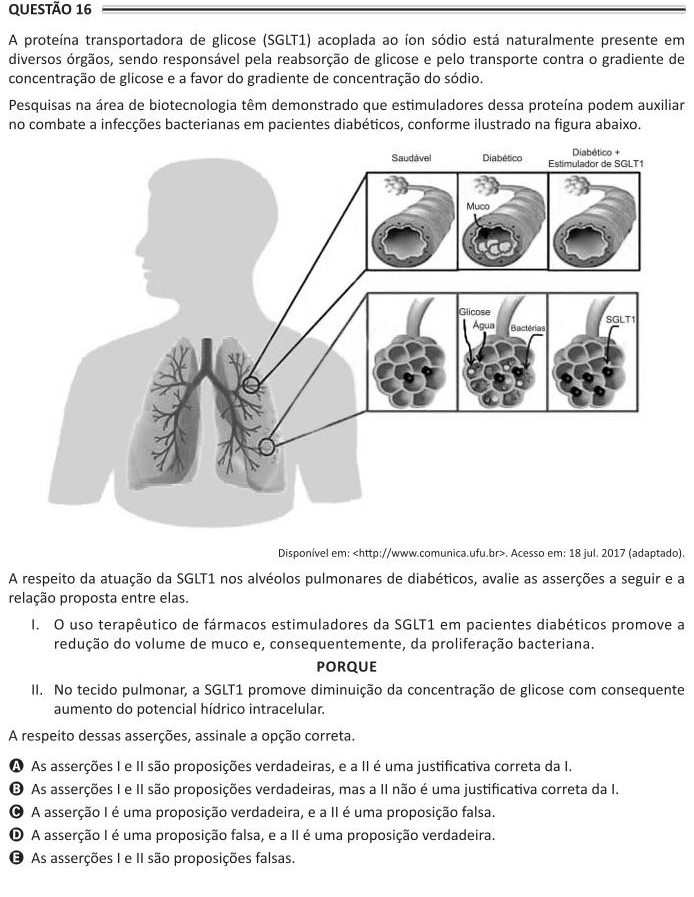 QUESTÃO 16
A proteína transportadora de glicose (SGLT1) acoplada ao íon sódio está naturalmente presente em
diversos órgãos, sendo responsável pela reabsorção de glicose e pelo transporte contra o gradiente de
concentração de glicose e a favor do gradiente de concentração do sódio.
Pesquisas na área de biotecnologia têm demonstrado que estimuladores dessa proteína podem auxiliar
no combate a infecções bacterianas em pacientes diabéticos, conforme ilustrado na figura abaixo.
Saudável
Diabético
Diabético +
Estimulador de SGLT1
Muco
Glicose
Água
Bactérias
SGLT1
Disponível em: <http://www.comunica.ufu.br>. Acesso em: 18 jul. 2017 (adaptado).
A respeito da atuação da SGLT1 nos alvéolos pulmonares de diabéticos, avalie as asserções a seguir e a
relação proposta entre elas.
I. O uso terapêutico de fármacos estimuladores da SGLT1 em pacientes diabéticos promove a
redução do volume de muco e, consequentemente, da proliferação bacteriana.
PORQUE
II. No tecido pulmonar, a SGLT1 promove diminuição da concentração de glicose com consequente
aumento do potencial hídrico intracelular.
A respeito dessas asserções, assinale a opção correta.
A As asserções I e II são proposições verdadeiras, e a II é uma justificativa correta da I.
B As asserções I e II são proposições verdadeiras, mas a II não é uma justificativa correta da I.
C A asserção I é uma proposição verdadeira, e a II é uma proposição falsa.
D A asserção I é uma proposição falsa, e a II é uma proposição verdadeira.
E As asserções I e II são proposições falsas.